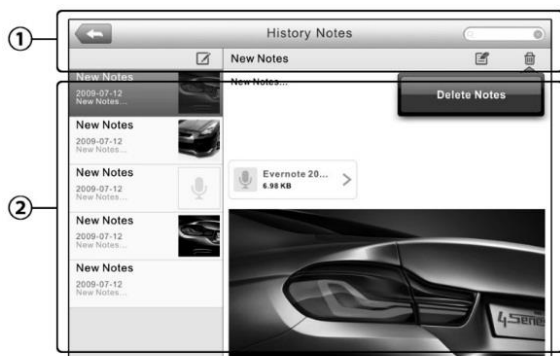 ①
History Notes
New Notes
New Notes
2009-07-12
New Notes...
New Notes...
Delete Notes
②
New Notes
2009-07-12
New Notes...
New Notes
2009-07-12
New Notes...
Evernote 20...
6.98 KB
New Notes
2009-07-12
New Notes...
New Notes
2009-07-12
New Notes...
4Serie